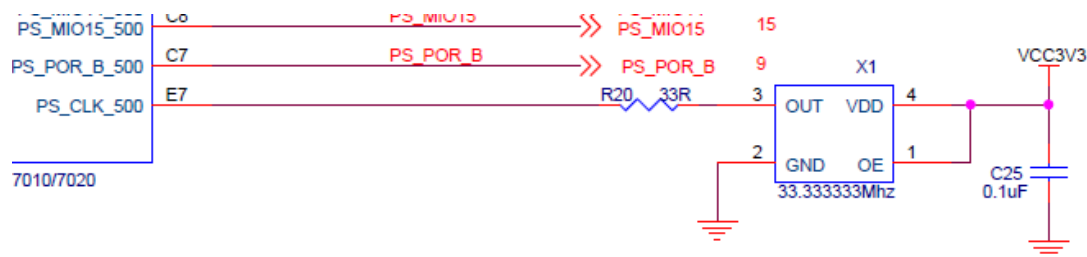 C8 PS_MIO15
PS_MIO15_500 PS_MIO15 15
C7 PS_POR_B
PS_POR_B_500 PS_POR_B 9
VCC3V3
X1
E7 R20 33R 3 4
PS_CLK_500 OUT VDD
2 1
GND OE
7010/7020
33.333333Mhz
C25
0.1uF